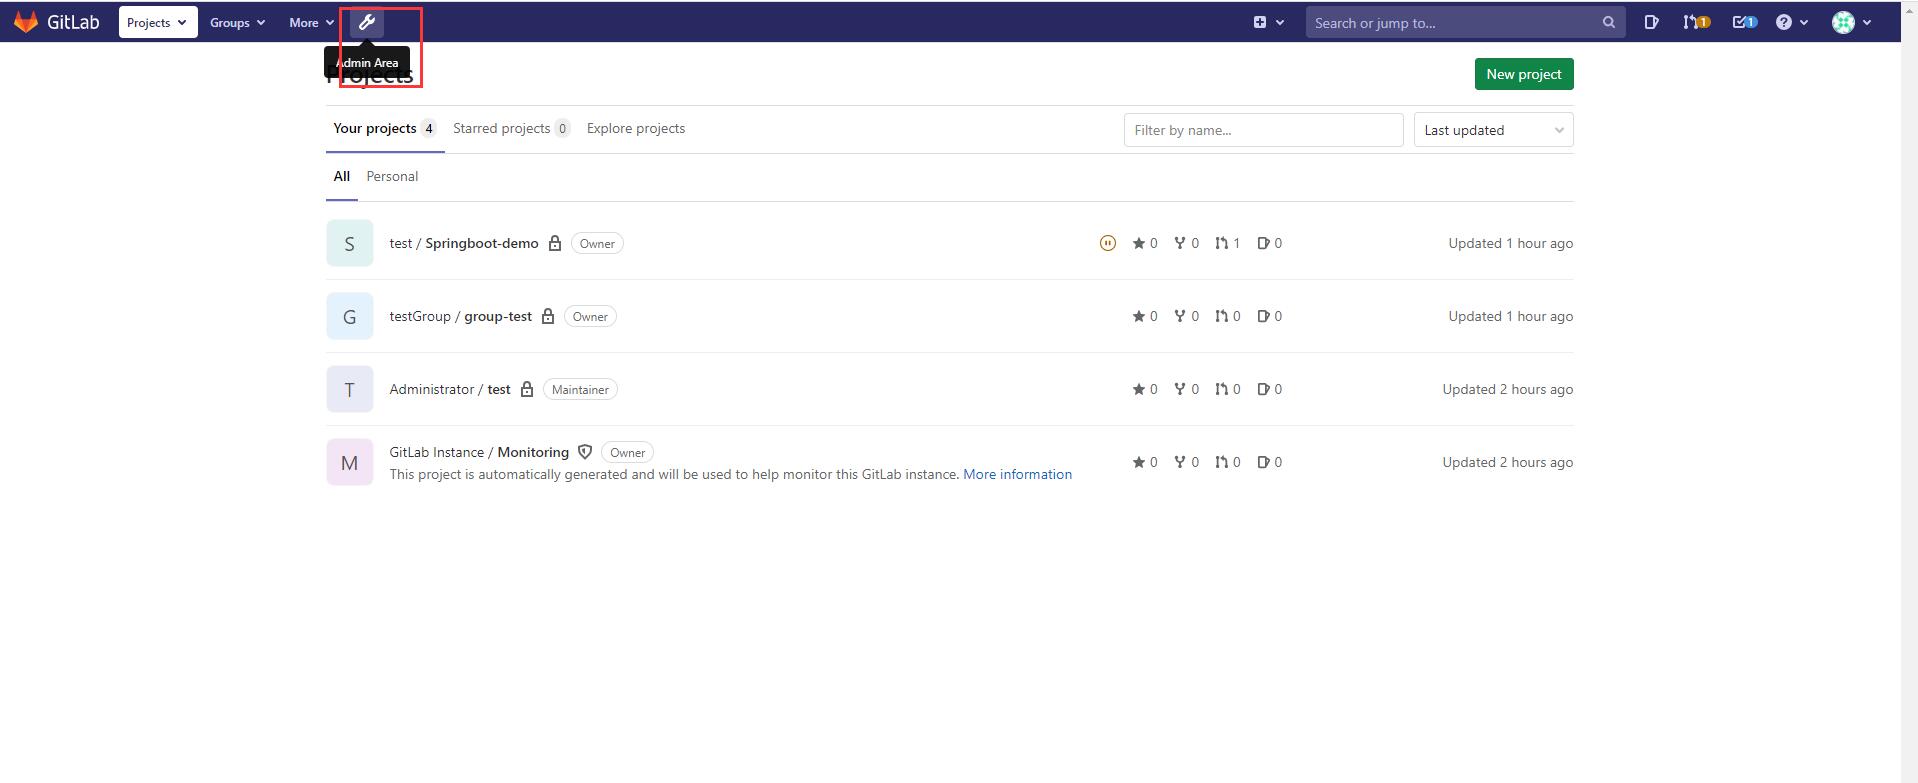 GitLab Projects Groups More Search or jump to... 1 1
Admin Area
Projects
New project
Your projects 4 Starred projects 0 Explore projects Filter by name... Last updated
All Personal
S test / Springboot-demo Owner 0 0 1 0 Updated 1 hour ago
G testGroup / group-test Owner 0 0 0 0 Updated 1 hour ago
T Administrator / test Maintainer 0 0 0 0 Updated 2 hours ago
M GitLab Instance / Monitoring Owner 0 0 0 0 Updated 2 hours ago
This project is automatically generated and will be used to help monitor this GitLab instance. More information